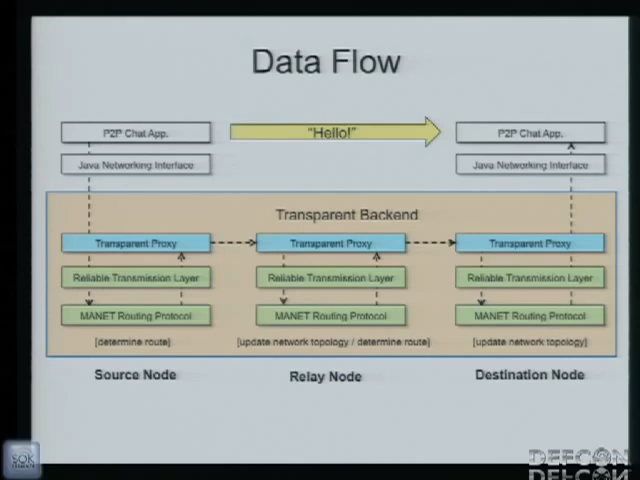 Data Flow
P2P Chat App.
"Hello!"
P2P Chat App.
Java Networking Interface
Java Networking Interface
Transparent Backend
Transparent Proxy
Transparent Proxy
Transparent Proxy
Reliable Transmission Layer
Reliable Transmission Layer
Reliable Transmission Layer
MANET Routing Protocol
MANET Routing Protocol
MANET Routing Protocol
[determine route]
[update network topology / determine route]
[update network topology]
Source Node
Relay Node
Destination Node
SOK
DEFCON
DEFCON